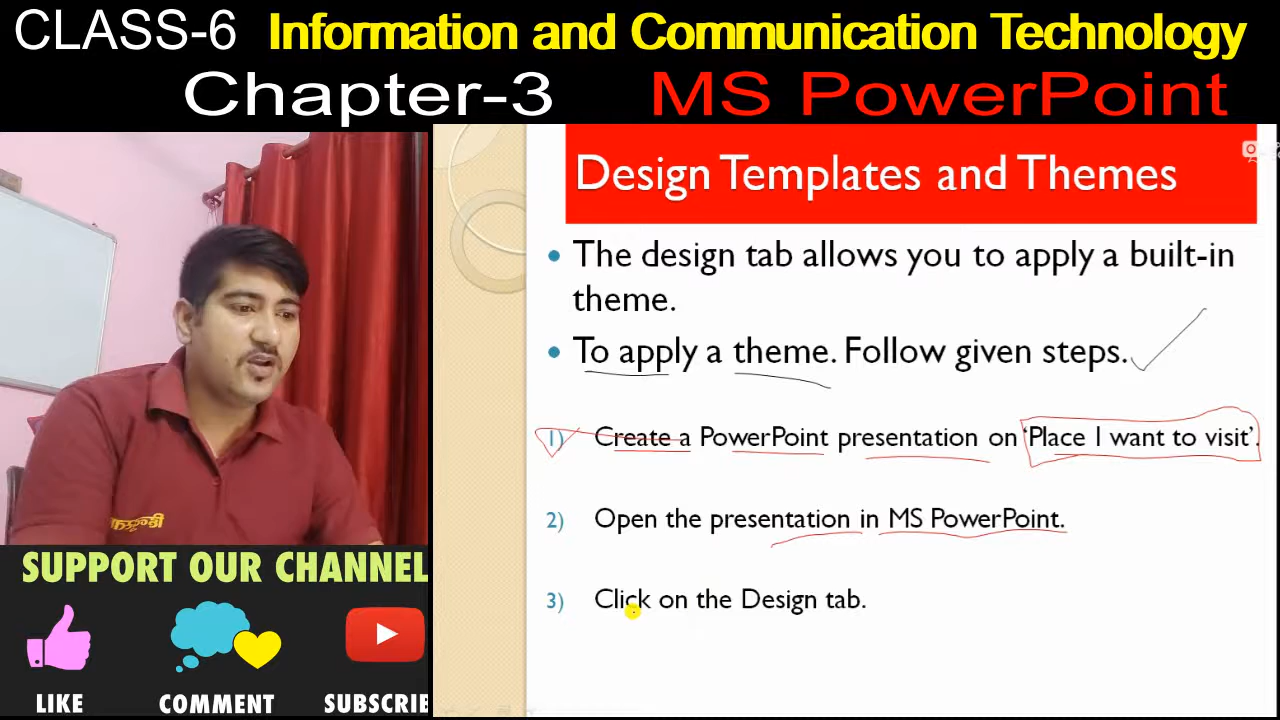 CLASS-6 Information and Communication Technology
Chapter-3 MS PowerPoint
Design Templates and Themes
• The design tab allows you to apply a built-in
theme.
• To apply a theme. Follow given steps.
1) Create a PowerPoint presentation on ‘Place I want to visit’.
2) Open the presentation in MS PowerPoint.
3) Click on the Design tab.
SUPPORT OUR CHANNEL
LIKE COMMENT SUBSCRIBE